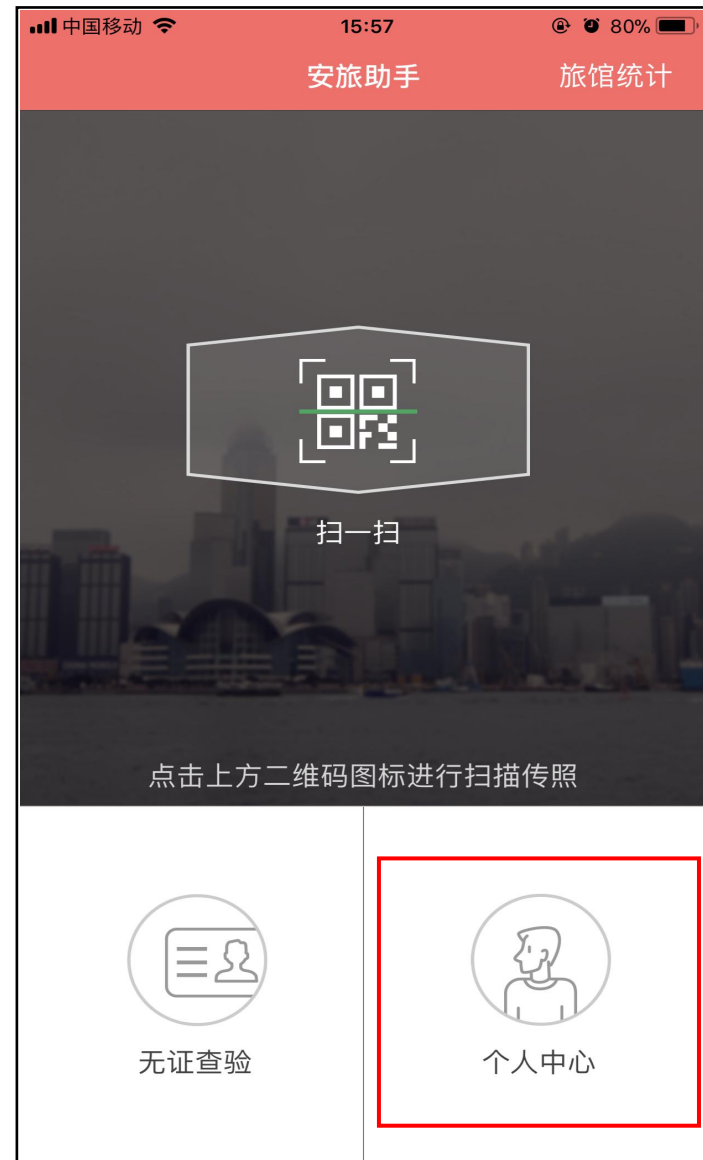 中国移动 15:57 80%
安旅助手 旅馆统计
扫一扫
点击上方二维码图标进行扫描传照
无证查验 个人中心